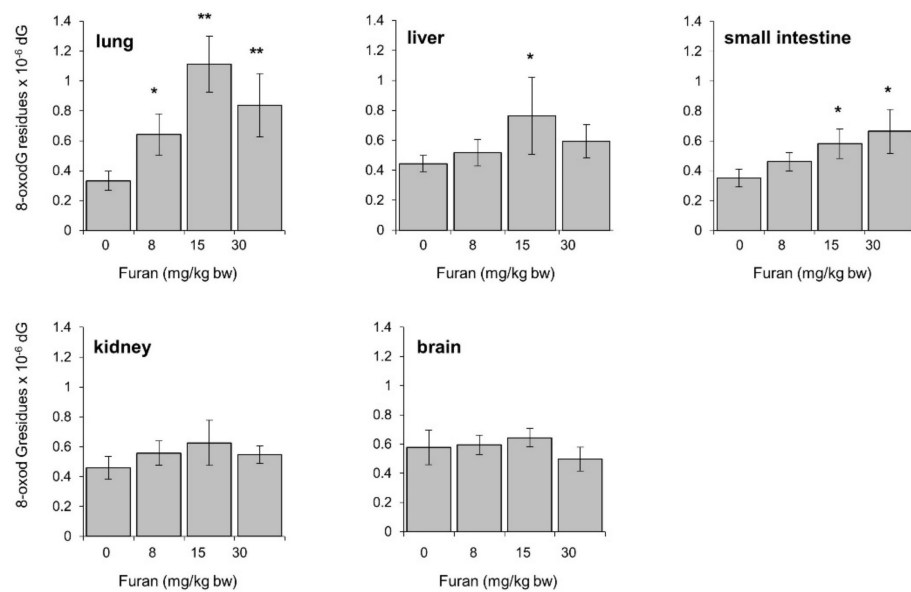 lung
**
**
*
1.4
1.2
1
0.8
0.6
0.4
0.2
0
8-oxodG residues x 10⁻⁶ dG
0 8 15 30
Furan (mg/kg bw)
liver
*
1.4
1.2
1
0.8
0.6
0.4
0.2
0
0 8 15 30
Furan (mg/kg bw)
small intestine
*
*
1.4
1.2
1
0.8
0.6
0.4
0.2
0
0 8 15 30
Furan (mg/kg bw)
kidney
1.4
1.2
1
0.8
0.6
0.4
0.2
0
8-oxod Gresidues x 10⁻⁶ dG
0 8 15 30
Furan (mg/kg bw)
brain
1.4
1.2
1
0.8
0.6
0.4
0.2
0
0 8 15 30
Furan (mg/kg bw)